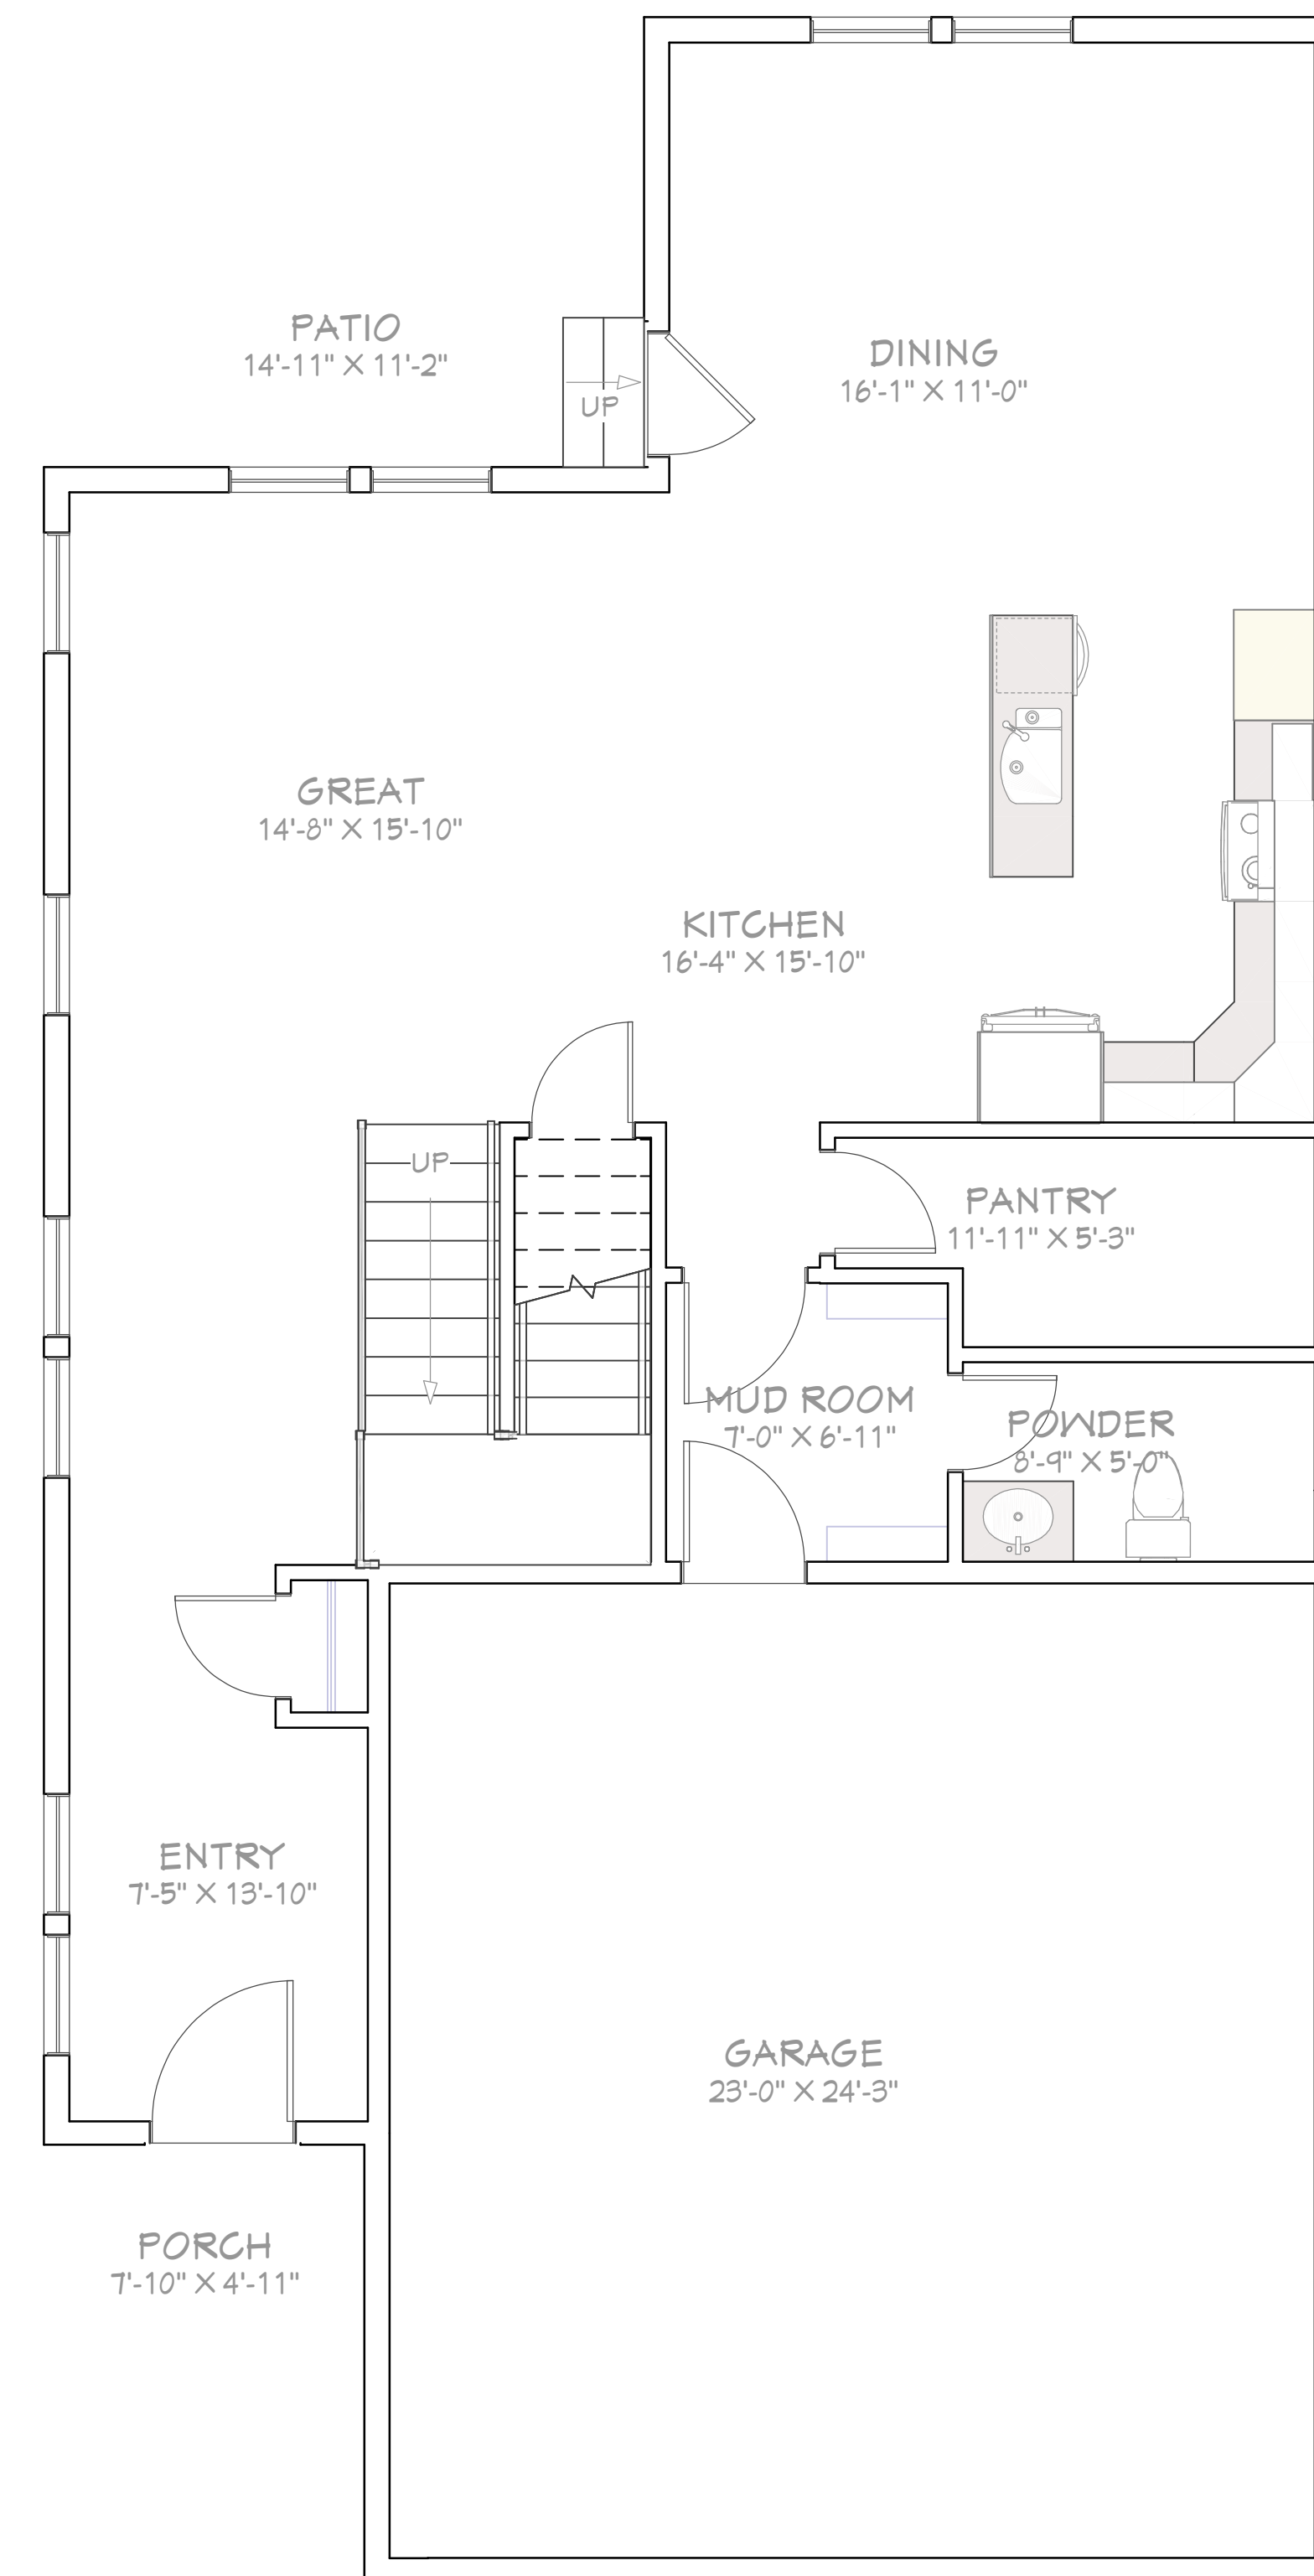 PATIO
14'-11" X 11'-2"
UP
DINING
16'-1" X 11'-0"
GREAT
14'-8" X 15'-10"
KITCHEN
16'-4" X 15'-10"
UP
PANTRY
11'-11" X 5'-3"
MUD ROOM
7'-0" X 6'-11"
POWDER
8'-9" X 5'-0"
ENTRY
7'-5" X 13'-10"
GARAGE
23'-0" X 24'-3"
PORCH
7'-10" X 4'-11"